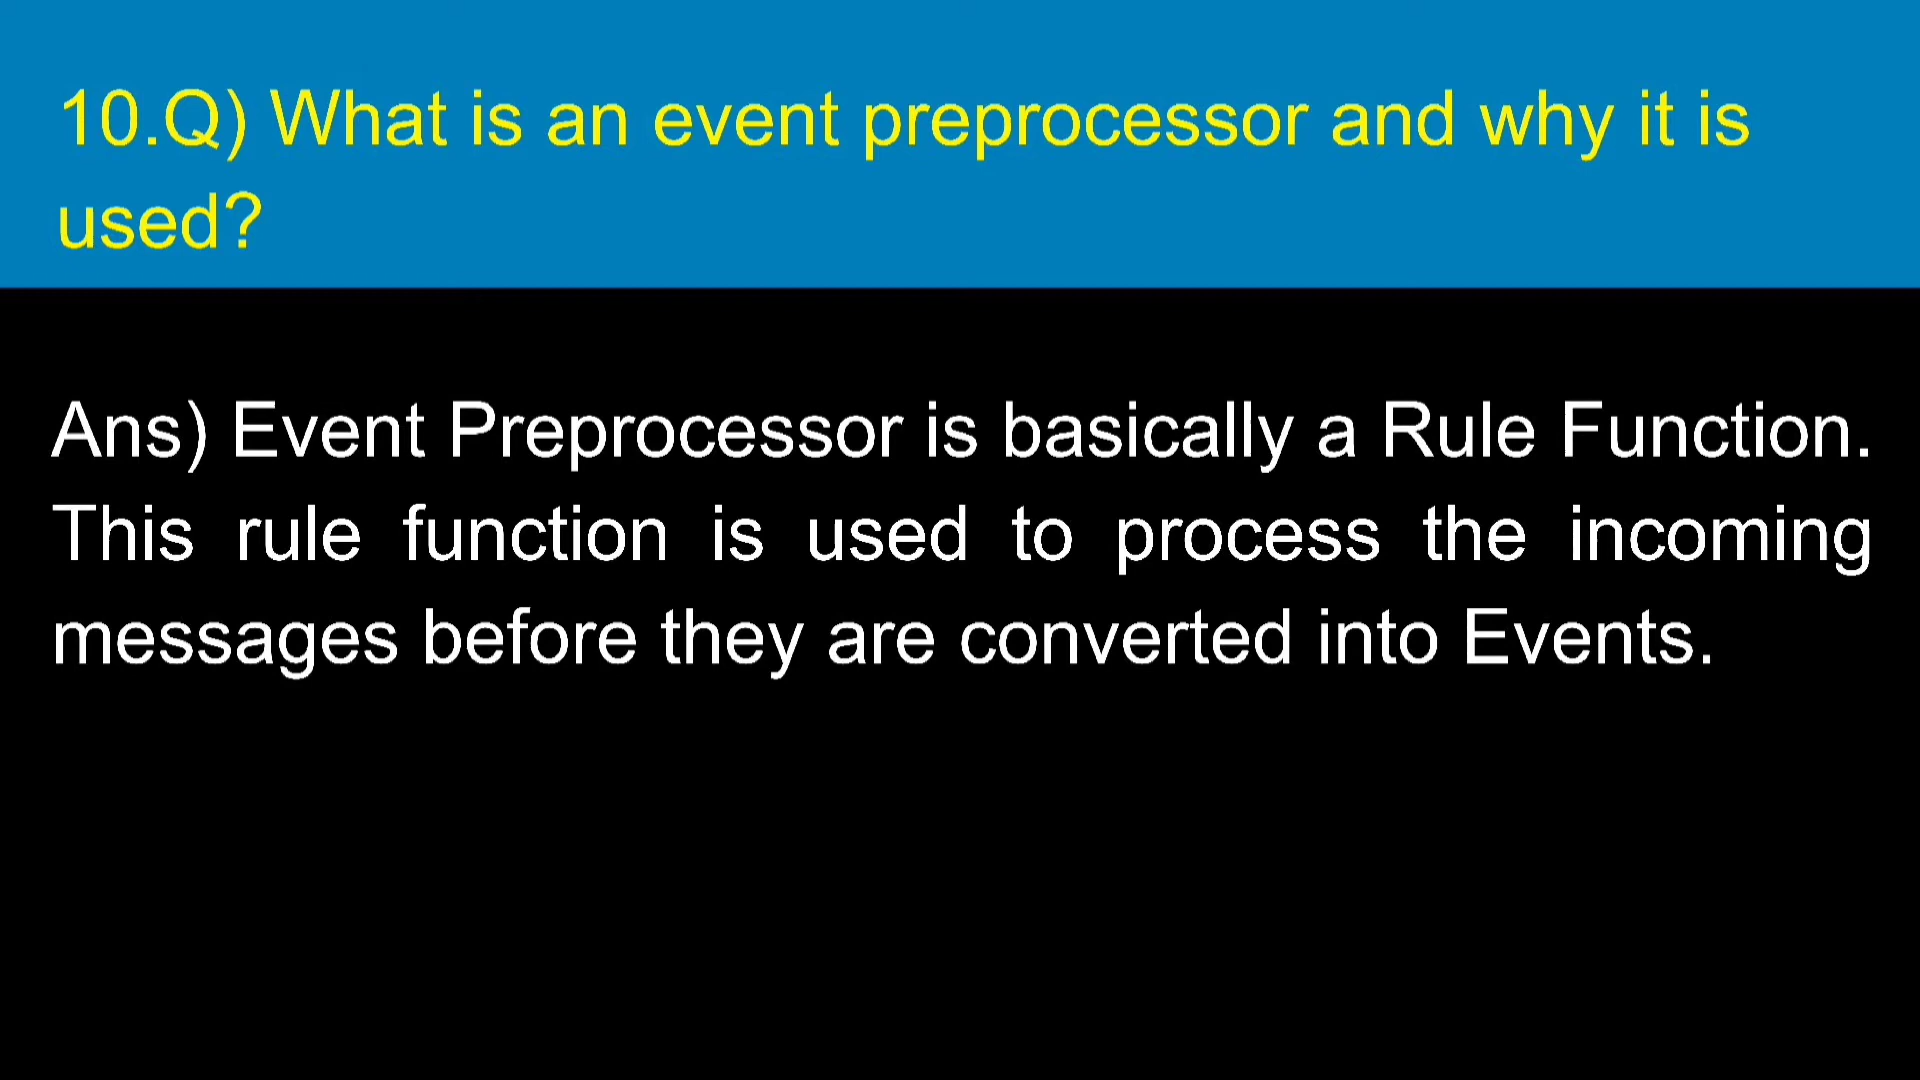 10.Q) What is an event preprocessor and why it is
used?
Ans) Event Preprocessor is basically a Rule Function.
This rule function is used to process the incoming
messages before they are converted into Events.